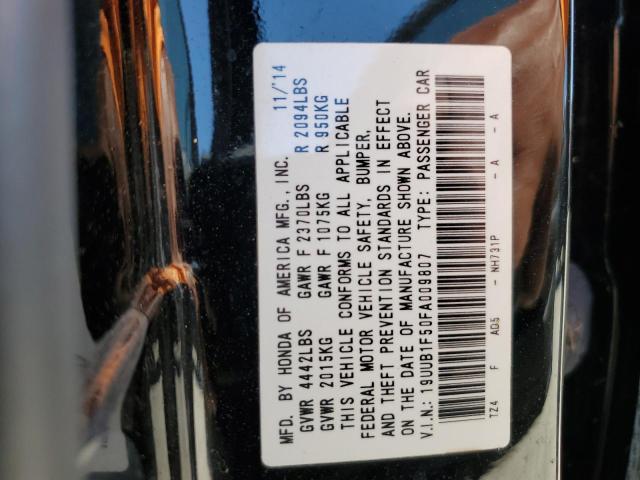 MFD. BY HONDA OF AMERICA MFG., INC. 11/14
GVWR 4442LBS GAWR F 2370LBS R 2094LBS
GVWR 2015KG GAWR F 1075KG R 950KG
THIS VEHICLE CONFORMS TO ALL APPLICABLE
FEDERAL MOTOR VEHICLE SAFETY, BUMPER,
AND THEFT PREVENTION STANDARDS IN EFFECT
ON THE DATE OF MANUFACTURE SHOWN ABOVE.
V.I.N.: 19UUB1F50FA009807 TYPE: PASSENGER CAR
TZ4 F AD5 - NH731P - A - A